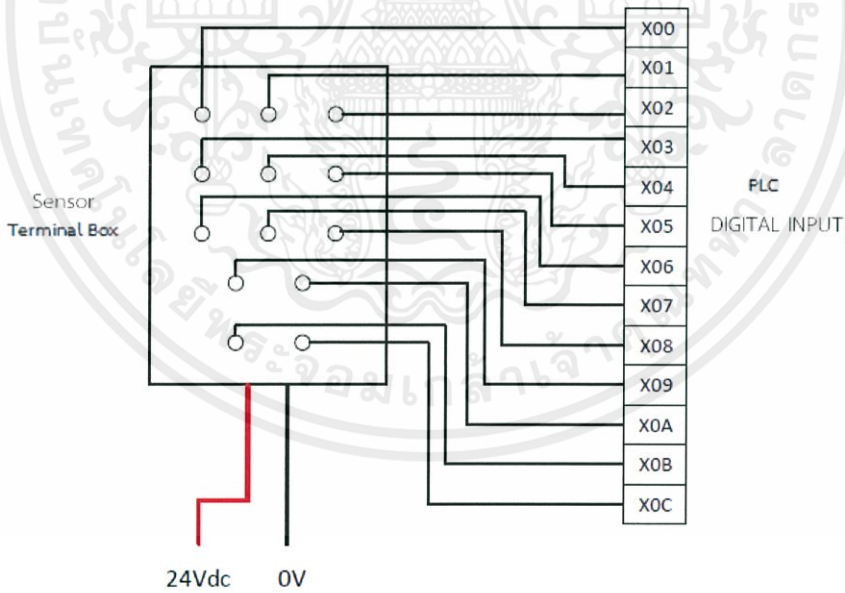 X00
X01
X02
X03
X04
X05
X06
X07
X08
X09
X0A
X0B
X0C
Sensor
Terminal Box
PLC
DIGITAL INPUT
24Vdc 0V